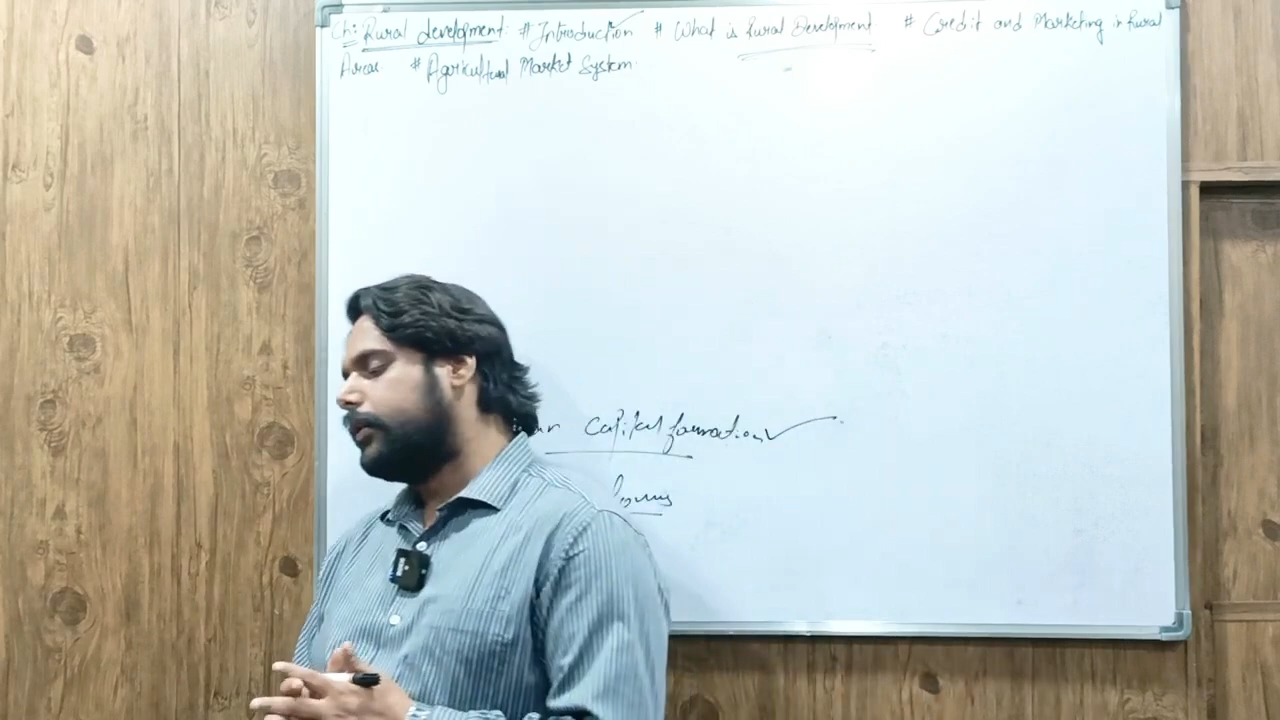 Ch: Rural development: # Introduction # What is Rural Development # Credit and Marketing in Rural
Areas # Agricultural Market System.
capital formation